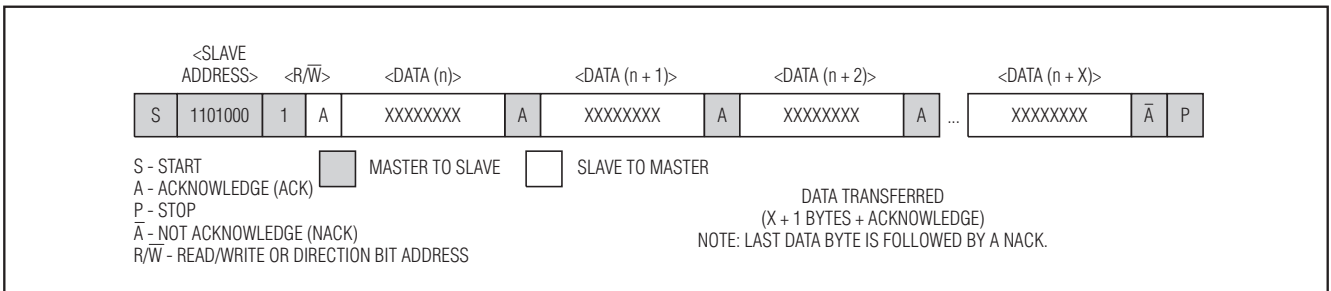 <SLAVE
ADDRESS> <R/W̅> <DATA (n)> <DATA (n + 1)> <DATA (n + 2)> <DATA (n + X)>
S 1101000 1 A XXXXXXXX A XXXXXXXX A XXXXXXXX A ... XXXXXXXX A̅ P
S - START MASTER TO SLAVE SLAVE TO MASTER
A - ACKNOWLEDGE (ACK)
P - STOP
A̅ - NOT ACKNOWLEDGE (NACK)
R/W̅ - READ/WRITE OR DIRECTION BIT ADDRESS
DATA TRANSFERRED
(X + 1 BYTES + ACKNOWLEDGE)
NOTE: LAST DATA BYTE IS FOLLOWED BY A NACK.